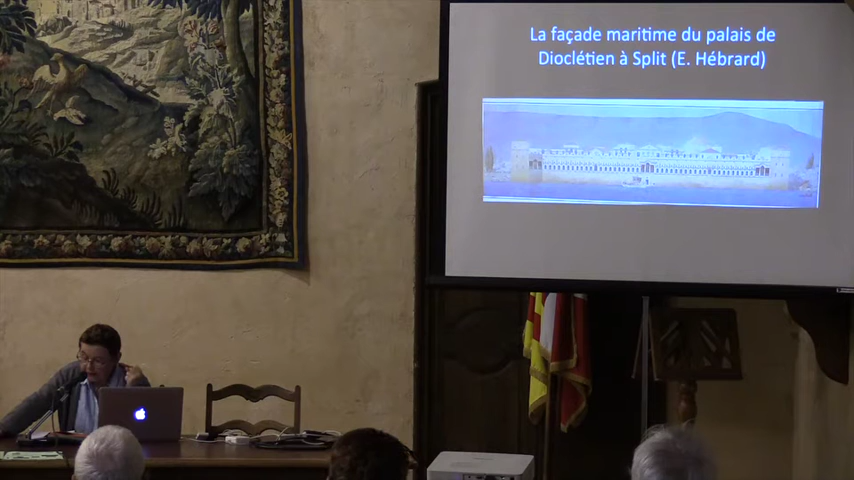 La façade maritime du palais de
Dioclétien à Split (E. Hébrard)